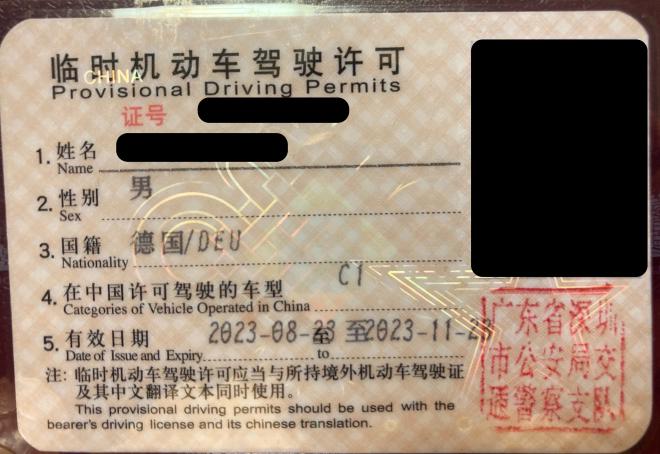 临时机动车驾驶许可
CHINA
Provisional Driving Permits
证号
1. 姓名
Name
2. 性别 男
Sex
3. 国籍 德国/DEU
Nationality
4. 在中国许可驾驶的车型 C1
Categories of Vehicle Operated in China
5. 有效日期 至 至
Date of Issue and Expiry to
注: 临时机动车驾驶许可应当与所持境外机动车驾驶证
及其中文翻译文本同时使用。
This provisional driving permits should be used with the
bearer's driving license and its chinese translation.
广东省深圳
市公安局交
通警察支队